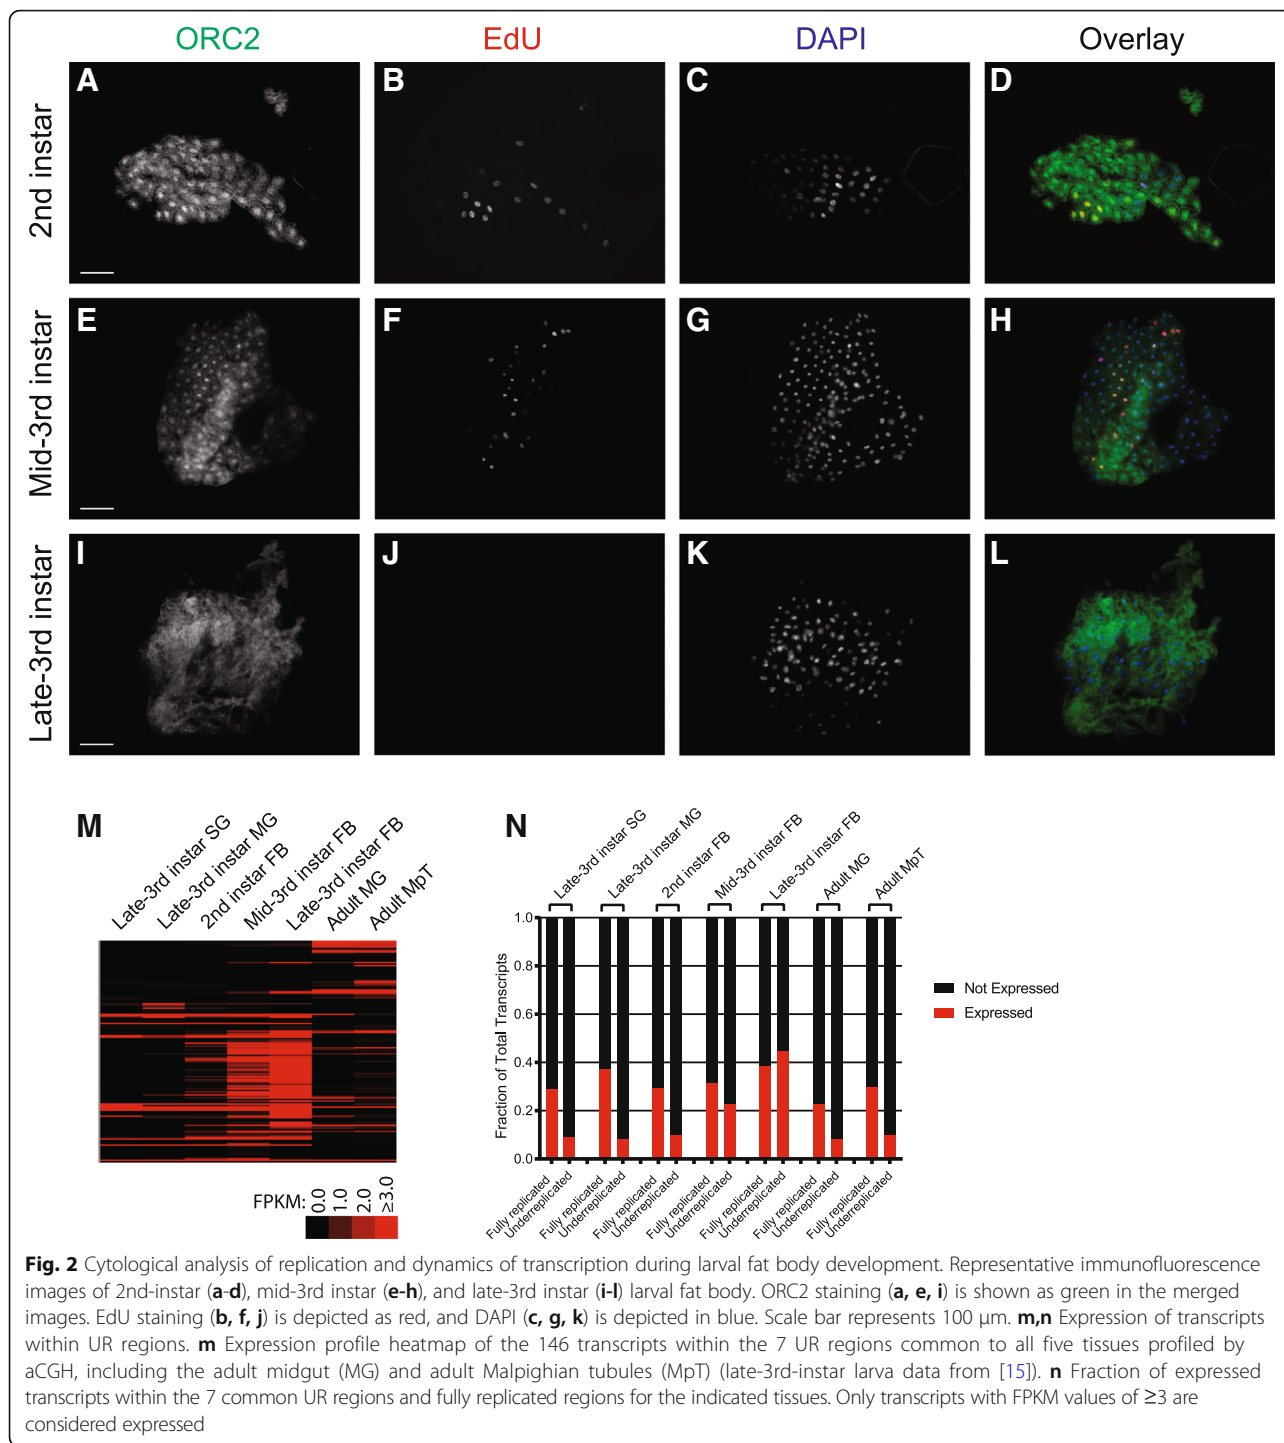 ORC2 EdU DAPI Overlay
2nd instar
A B C D
Mid-3rd instar
E F G H
Late-3rd instar
I J K L
M
Late-3rd instar SG
Late-3rd instar MG
2nd instar FB
Mid-3rd instar FB
Late-3rd instar FB
Adult MG
Adult MpT
FPKM: 0.0 1.0 2.0 ≥3.0
N
Late-3rd instar SG
Late-3rd instar MG
2nd instar FB
Mid-3rd instar FB
Late-3rd instar FB
Adult MG
Adult MpT
Fraction of Total Transcripts
1.0
0.8
0.6
0.4
0.2
0.0
Fully replicated
Underreplicated
Fully replicated
Underreplicated
Fully replicated
Underreplicated
Fully replicated
Underreplicated
Fully replicated
Underreplicated
Fully replicated
Underreplicated
Fully replicated
Underreplicated
Not Expressed
Expressed
Fig. 2 Cytological analysis of replication and dynamics of transcription during larval fat body development. Representative immunofluorescence
images of 2nd-instar (a-d), mid-3rd instar (e-h), and late-3rd instar (i-l) larval fat body. ORC2 staining (a, e, i) is shown as green in the merged
images. EdU staining (b, f, j) is depicted as red, and DAPI (c, g, k) is depicted in blue. Scale bar represents 100 μm. m,n Expression of transcripts
within UR regions. m Expression profile heatmap of the 146 transcripts within the 7 UR regions common to all five tissues profiled by
aCGH, including the adult midgut (MG) and adult Malpighian tubules (MpT) (late-3rd-instar larva data from [15]). n Fraction of expressed
transcripts within the 7 common UR regions and fully replicated regions for the indicated tissues. Only transcripts with FPKM values of ≥3 are
considered expressed